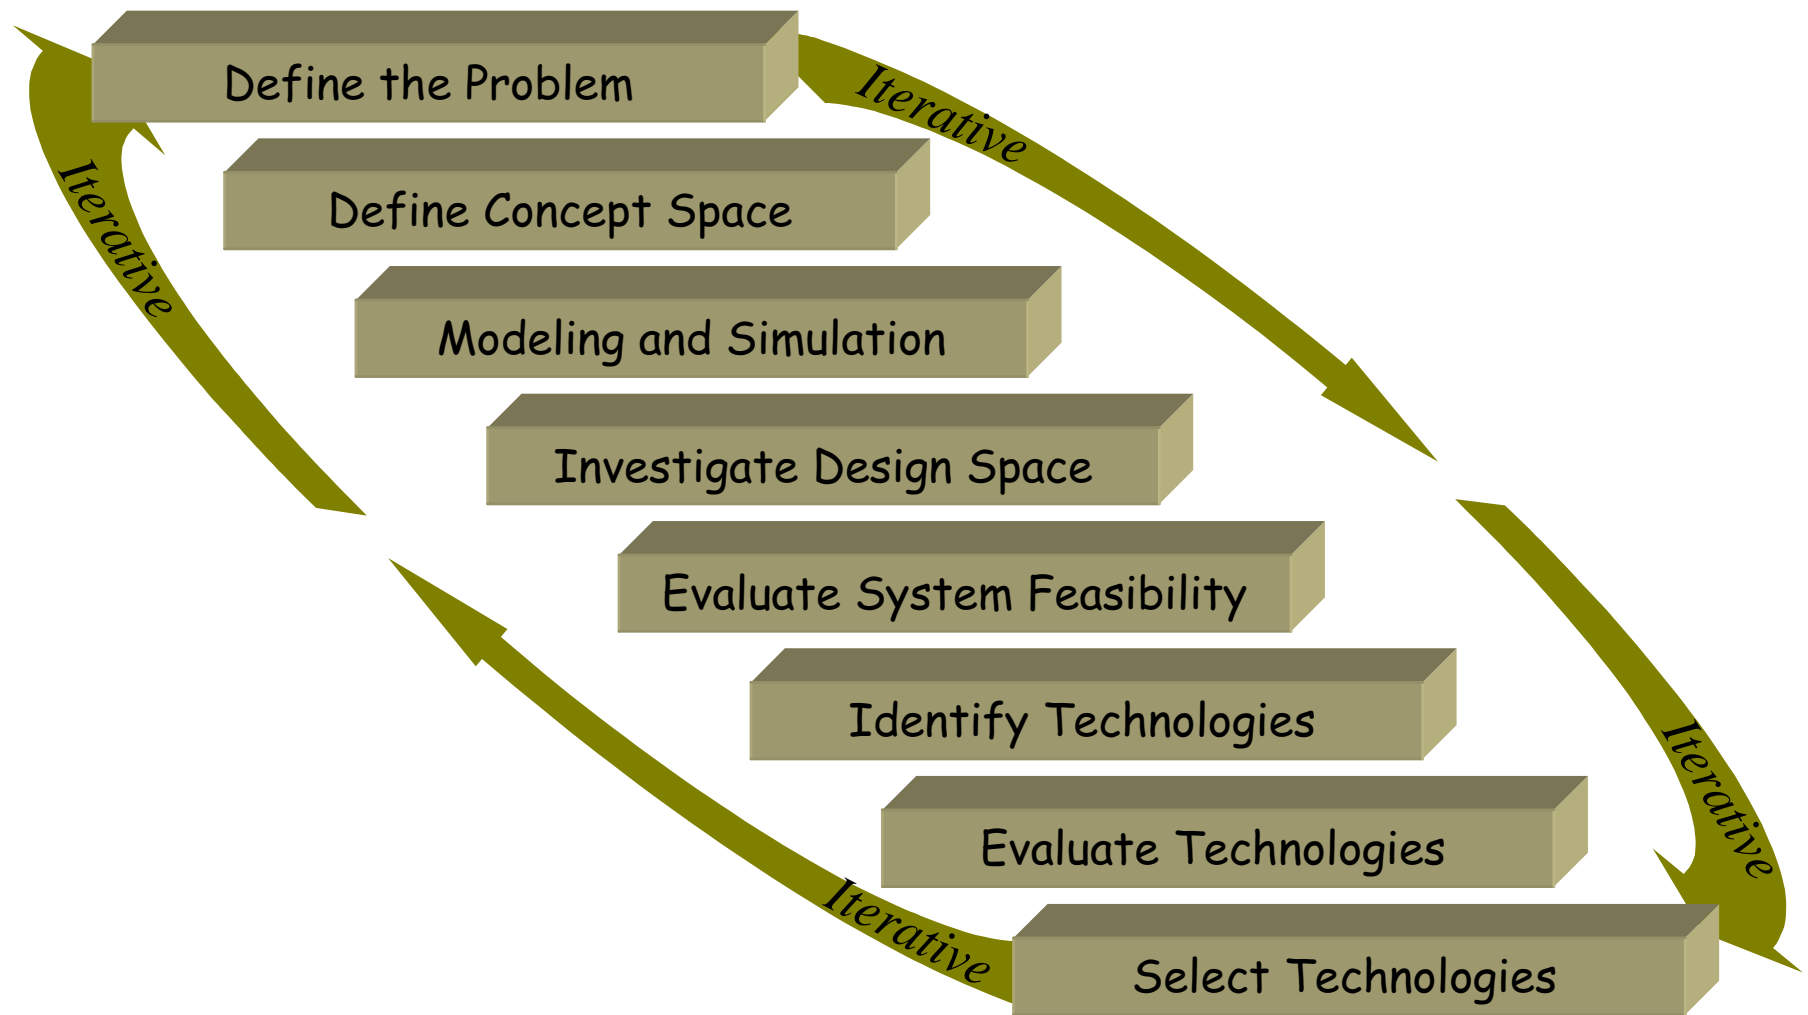 Define the Problem
Iterative
Iterative
Define Concept Space
Modeling and Simulation
Investigate Design Space
Evaluate System Feasibility
Identify Technologies
Iterative
Evaluate Technologies
Iterative
Select Technologies